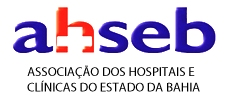 ahseb
ASSOCIAÇÃO DOS HOSPITAIS E
CLÍNICAS DO ESTADO DA BAHIA